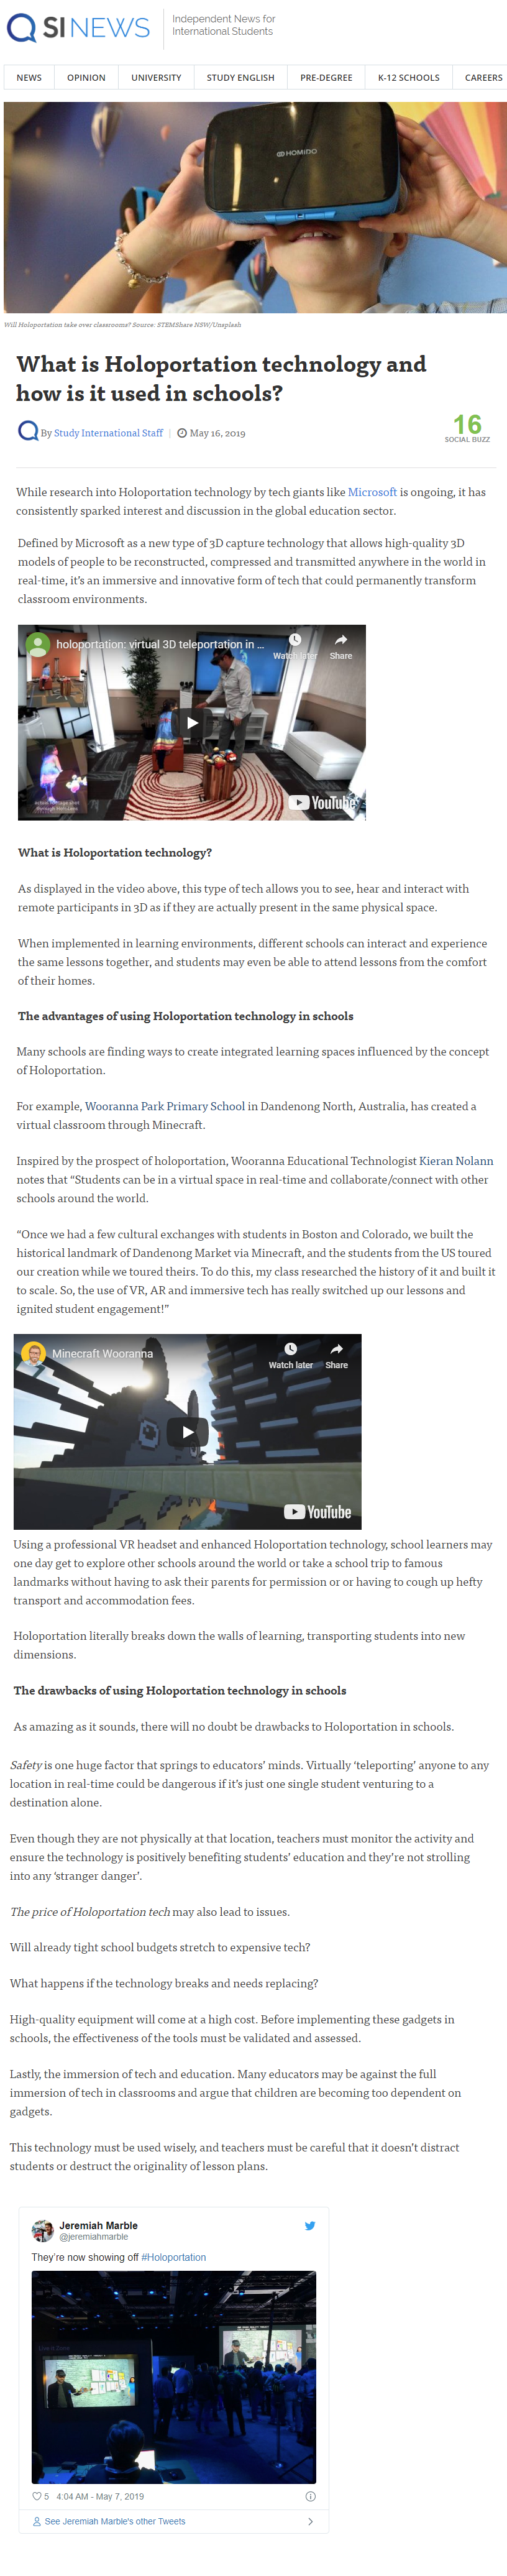 SI NEWS
Independent News for
International Students
NEWS OPINION UNIVERSITY STUDY ENGLISH PRE-DEGREE K-12 SCHOOLS CAREERS
HOMIDO
Will Holoportation take over classrooms? Source: STEMShare NSW/Unsplash
What is Holoportation technology and
how is it used in schools?
By Study International Staff | May 16, 2019
16
SOCIAL BUZZ
While research into Holoportation technology by tech giants like Microsoft is ongoing, it has
consistently sparked interest and discussion in the global education sector.
Defined by Microsoft as a new type of 3D capture technology that allows high-quality 3D
models of people to be reconstructed, compressed and transmitted anywhere in the world in
real-time, it's an immersive and innovative form of tech that could permanently transform
classroom environments.
holoportation: virtual 3D teleportation in ...
Watch later Share
YouTube
What is Holoportation technology?
As displayed in the video above, this type of tech allows you to see, hear and interact with
remote participants in 3D as if they are actually present in the same physical space.
When implemented in learning environments, different schools can interact and experience
the same lessons together, and students may even be able to attend lessons from the comfort
of their homes.
The advantages of using Holoportation technology in schools
Many schools are finding ways to create integrated learning spaces influenced by the concept
of Holoportation.
For example, Wooranna Park Primary School in Dandenong North, Australia, has created a
virtual classroom through Minecraft.
Inspired by the prospect of holoportation, Wooranna Educational Technologist Kieran Nolann
notes that “Students can be in a virtual space in real-time and collaborate/connect with other
schools around the world.
“Once we had a few cultural exchanges with students in Boston and Colorado, we built the
historical landmark of Dandenong Market via Minecraft, and the students from the US toured
our creation while we toured theirs. To do this, my class researched the history of it and built it
to scale. So, the use of VR, AR and immersive tech has really switched up our lessons and
ignited student engagement!”
Minecraft Wooranna
Watch later Share
YouTube
Using a professional VR headset and enhanced Holoportation technology, school learners may
one day get to explore other schools around the world or take a school trip to famous
landmarks without having to ask their parents for permission or or having to cough up hefty
transport and accommodation fees.
Holoportation literally breaks down the walls of learning, transporting students into new
dimensions.
The drawbacks of using Holoportation technology in schools
As amazing as it sounds, there will no doubt be drawbacks to Holoportation in schools.
Safety is one huge factor that springs to educators' minds. Virtually 'teleporting' anyone to any
location in real-time could be dangerous if it's just one single student venturing to a
destination alone.
Even though they are not physically at that location, teachers must monitor the activity and
ensure the technology is positively benefiting students' education and they're not strolling
into any 'stranger danger'.
The price of Holoportation tech may also lead to issues.
Will already tight school budgets stretch to expensive tech?
What happens if the technology breaks and needs replacing?
High-quality equipment will come at a high cost. Before implementing these gadgets in
schools, the effectiveness of the tools must be validated and assessed.
Lastly, the immersion of tech and education. Many educators may be against the full
immersion of tech in classrooms and argue that children are becoming too dependent on
gadgets.
This technology must be used wisely, and teachers must be careful that it doesn't distract
students or destruct the originality of lesson plans.
Jeremiah Marble
@jeremiahmarble
They're now showing off #Holoportation
5 4:04 AM - May 7, 2019
See Jeremiah Marble's other Tweets